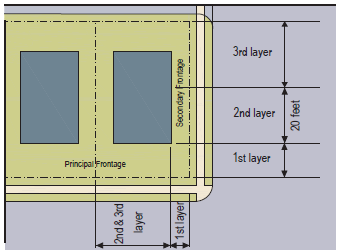 3rd layer
Secondary Frontage
2nd layer
20 feet
1st layer
Principal Frontage
2nd & 3rd
layer
1st layer